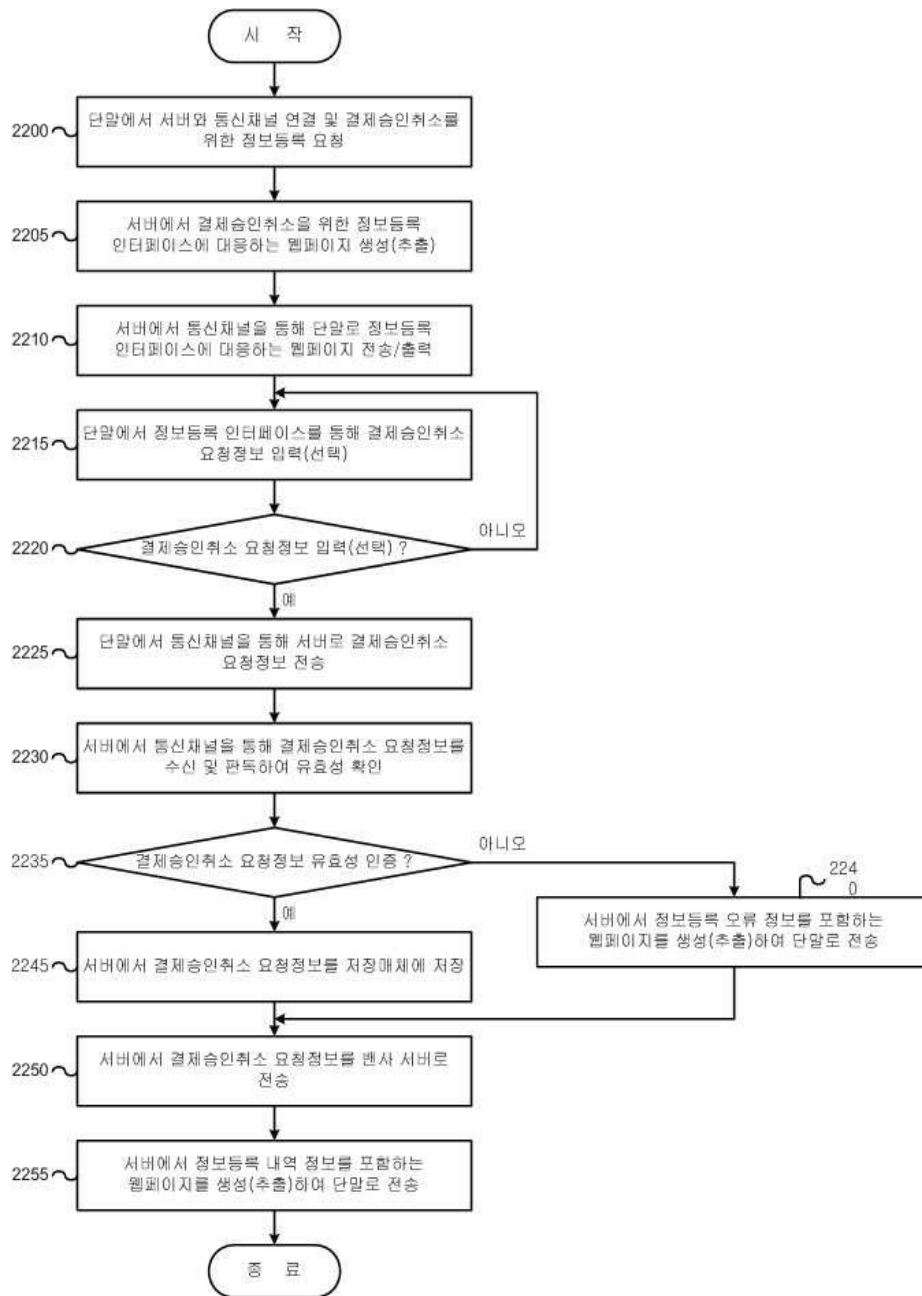 시 작
2200
단말에서 서버와 통신채널 연결 및 결제승인취소를
위한 정보등록 요청
2205
서버에서 결제승인취소을 위한 정보등록
인터페이스에 대응하는 웹페이지 생성(추출)
2210
서버에서 통신채널을 통해 단말로 정보등록
인터페이스에 대응하는 웹페이지 전송/출력
2215
단말에서 정보등록 인터페이스를 통해 결제승인취소
요청정보 입력(선택)
2220
결제승인취소 요청정보 입력(선택) ?
아니오
예
2225
단말에서 통신채널을 통해 서버로 결제승인취소
요청정보 전송
2230
서버에서 통신채널을 통해 결제승인취소 요청정보를
수신 및 판독하여 유효성 확인
2235
결제승인취소 요청정보 유효성 인증 ?
아니오
예
224
0
서버에서 정보등록 오류 정보를 포함하는
웹페이지를 생성(추출)하여 단말로 전송
2245
서버에서 결제승인취소 요청정보를 저장매체에 저장
2250
서버에서 결제승인취소 요청정보를 밴사 서버로
전송
2255
서버에서 정보등록 내역 정보를 포함하는
웹페이지를 생성(추출)하여 단말로 전송
종 료